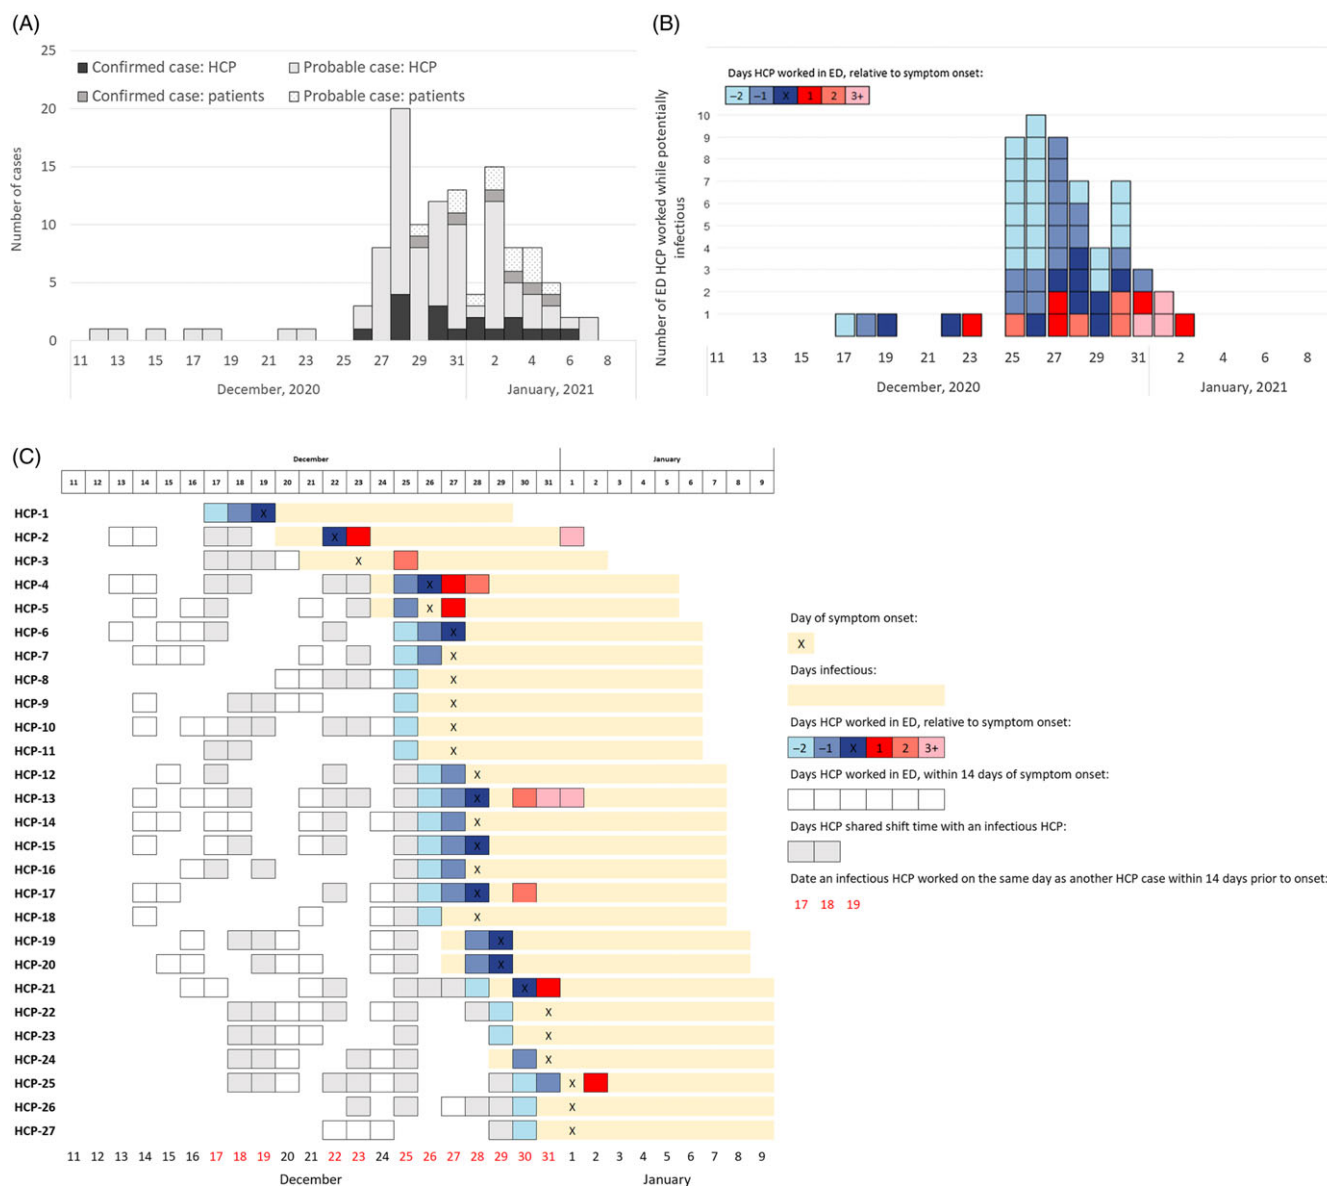 (A)
25
20
15
10
5
0
Number of cases
Confirmed case: HCP
Probable case: HCP
Confirmed case: patients
Probable case: patients
11 13 15 17 19 21 23 25 27 29 31 2 4 6 8
December, 2020
January, 2021
(B)
Days HCP worked in ED, relative to symptom onset:
−2 −1 X 1 2 3+
10
9
8
7
6
5
4
3
2
1
Number of ED HCP worked while potentially
infectious
11 13 15 17 19 21 23 25 27 29 31 2 4 6 8
December, 2020
January, 2021
(C)
December
January
11 12 13 14 15 16 17 18 19 20 21 22 23 24 25 26 27 28 29 30 31 1 2 3 4 5 6 7 8 9
HCP-1 X
HCP-2 X
HCP-3 X
HCP-4 X
HCP-5 X
HCP-6 X
HCP-7 X
HCP-8 X
HCP-9 X
HCP-10 X
HCP-11 X
HCP-12 X
HCP-13 X
HCP-14 X
HCP-15 X
HCP-16 X
HCP-17 X
HCP-18 X
HCP-19 X
HCP-20 X
HCP-21 X
HCP-22 X
HCP-23 X
HCP-24 X
HCP-25 X
HCP-26 X
HCP-27 X
11 12 13 14 15 16 17 18 19 20 21 22 23 24 25 26 27 28 29 30 31 1 2 3 4 5 6 7 8 9
December
January
Day of symptom onset:
X
Days infectious:
Days HCP worked in ED, relative to symptom onset:
−2 −1 X 1 2 3+
Days HCP worked in ED, within 14 days of symptom onset:
Days HCP shared shift time with an infectious HCP:
Date an infectious HCP worked on the same day as another HCP case within 14 days prior to onset:
17 18 19